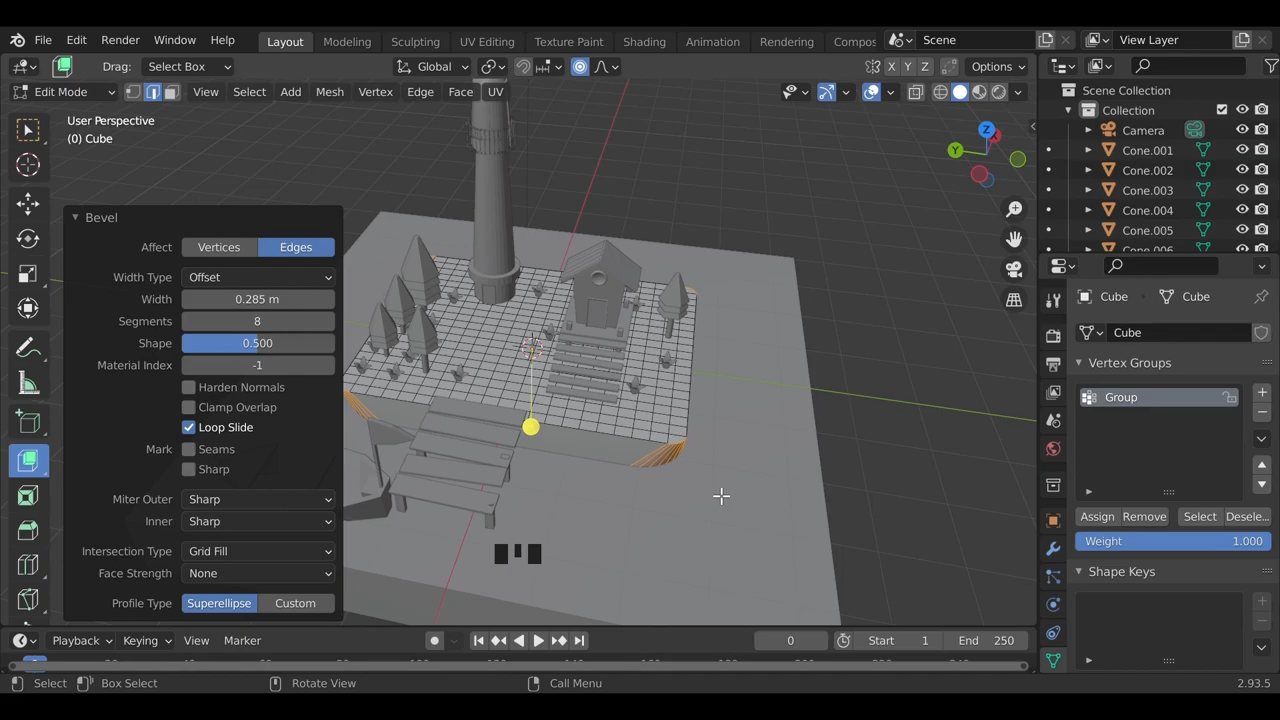 File Edit Render Window Help Layout Modeling Sculpting UV Editing Texture Paint Shading Animation Rendering Compos Scene View Layer
Drag: Select Box Global X Y Z Options
Edit Mode View Select Add Mesh Vertex Edge Face UV
Scene Collection
Collection
Camera
Cone.001
Cone.002
Cone.003
Cone.004
Cone.005
Cone.006
User Perspective
(0) Cube
Z
Y
Bevel
Affect Vertices Edges
Width Type Offset
Width 0.285 m
Segments 8
Shape 0.500
Material Index -1
Harden Normals
Clamp Overlap
Loop Slide
Mark Seams
Sharp
Miter Outer Sharp
Inner Sharp
Intersection Type Grid Fill
Face Strength None
Profile Type Superellipse Custom
Cube Cube
Cube
Vertex Groups
Group
Assign Remove Select Desele...
Weight 1.000
Shape Keys
Playback Keying View Marker 0 Start 1 End 250
Select Box Select Rotate View Call Menu 2.93.5